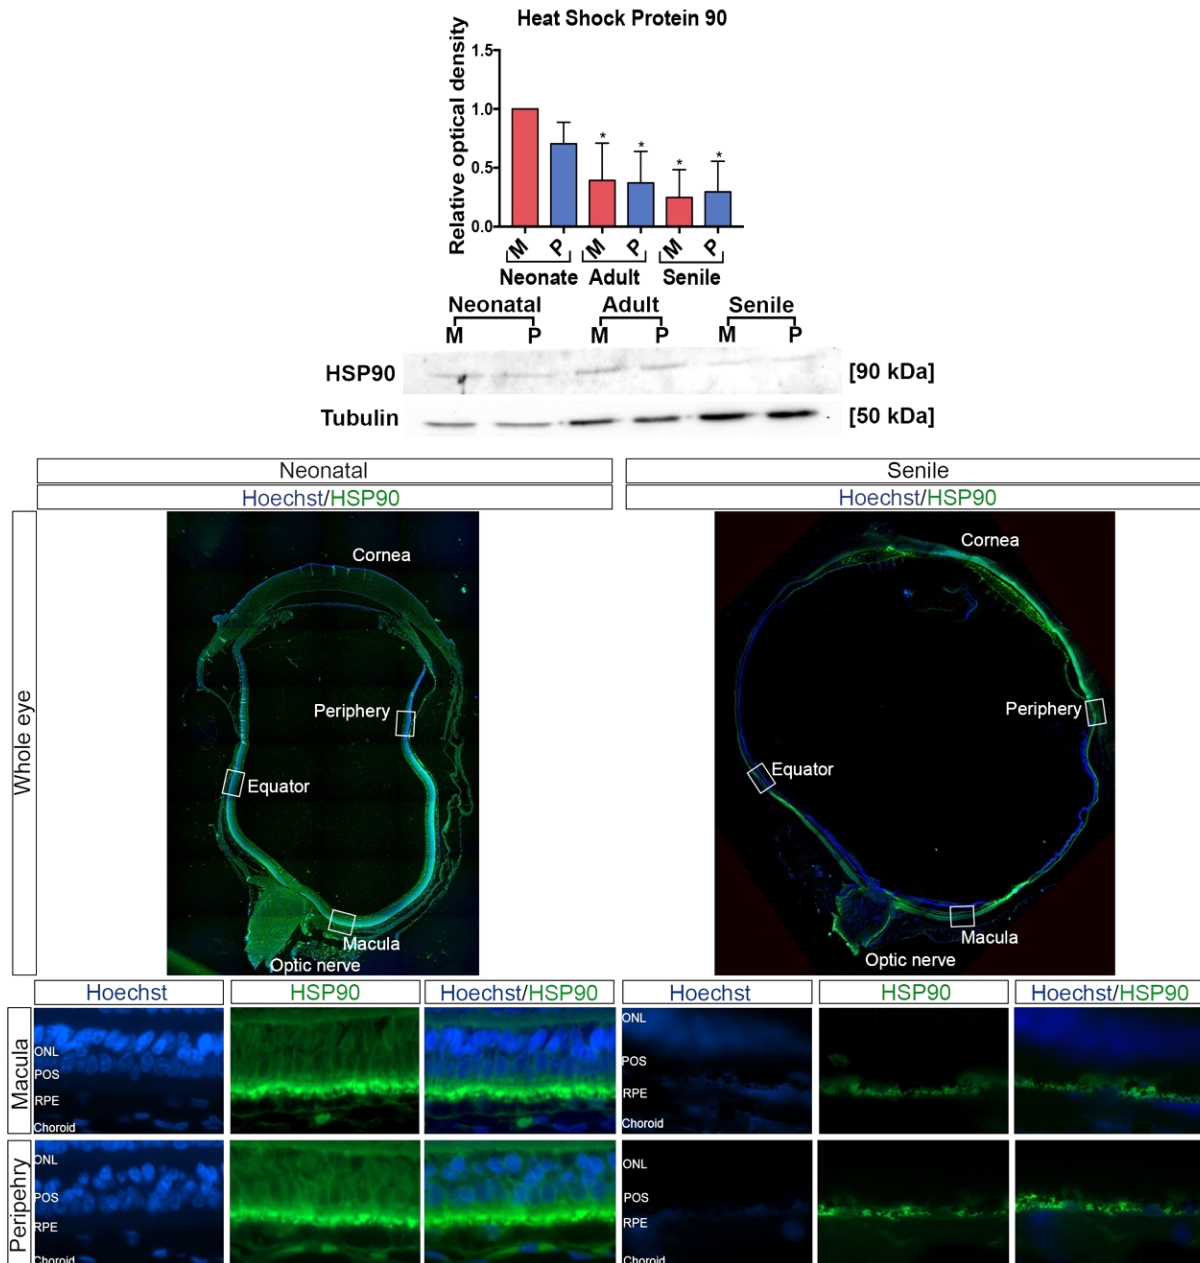 Heat Shock Protein 90
Relative optical density
1.5
1.0
0.5
0.0
* * * *
M P M P M P
Neonate Adult Senile
Neonatal Adult Senile
M P M P M P
HSP90 [90 kDa]
Tubulin [50 kDa]
Neonatal Senile
Hoechst/HSP90 Hoechst/HSP90
Whole eye
Cornea
Periphery
Equator
Macula
Optic nerve
Cornea
Periphery
Equator
Macula
Optic nerve
Hoechst HSP90 Hoechst/HSP90 Hoechst HSP90 Hoechst/HSP90
Macula
ONL
POS
RPE
Choroid
ONL
POS
RPE
Choroid
Peripehry
ONL
POS
RPE
Choroid
ONL
POS
RPE
Choroid